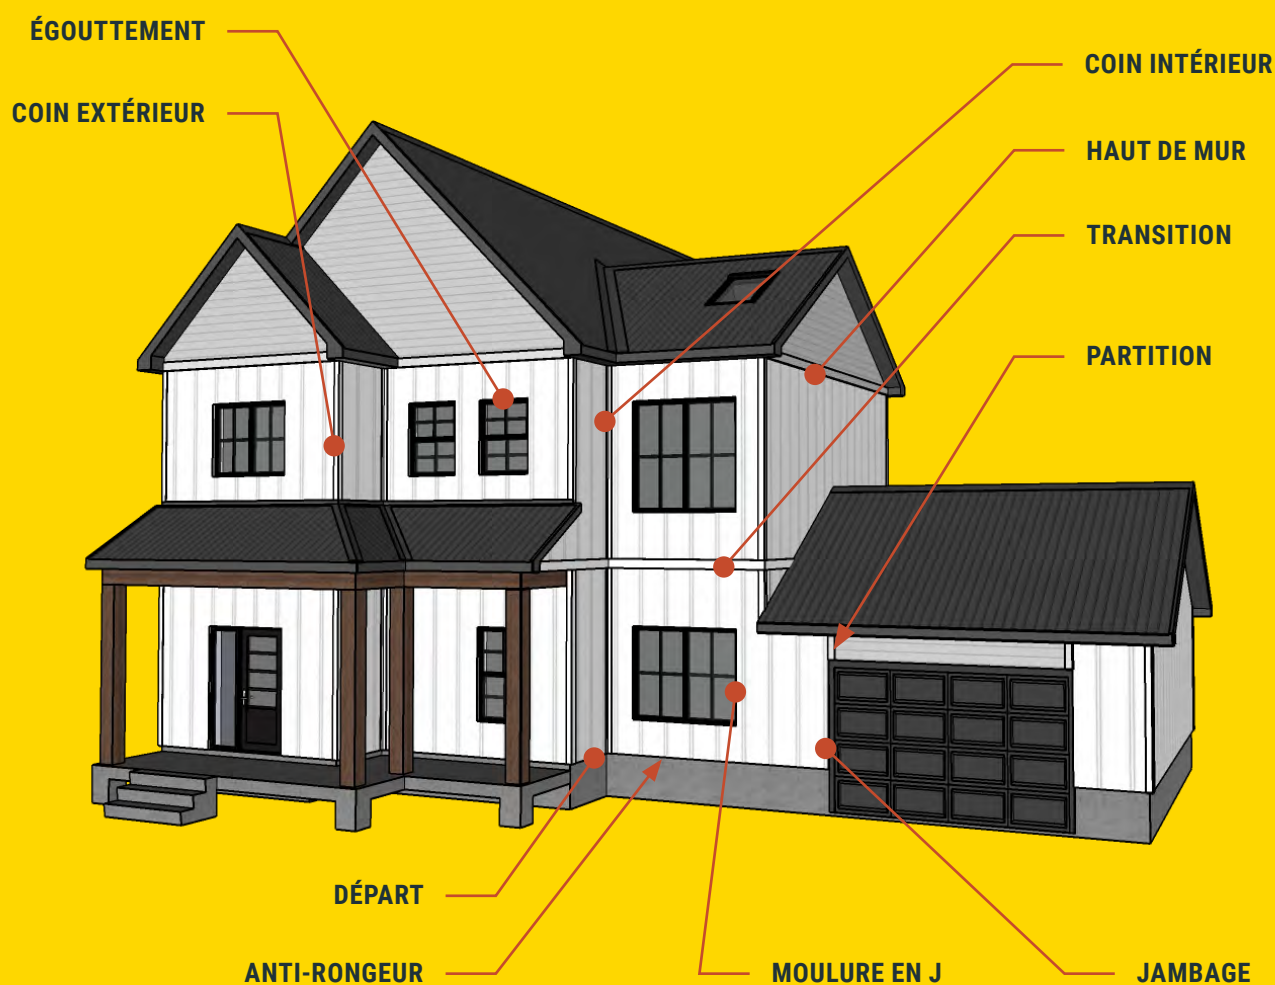 ÉGOUTTEMENT
COIN EXTÉRIEUR
COIN INTÉRIEUR
HAUT DE MUR
TRANSITION
PARTITION
DÉPART
ANTI-RONGEUR
MOULURE EN J
JAMBAGE